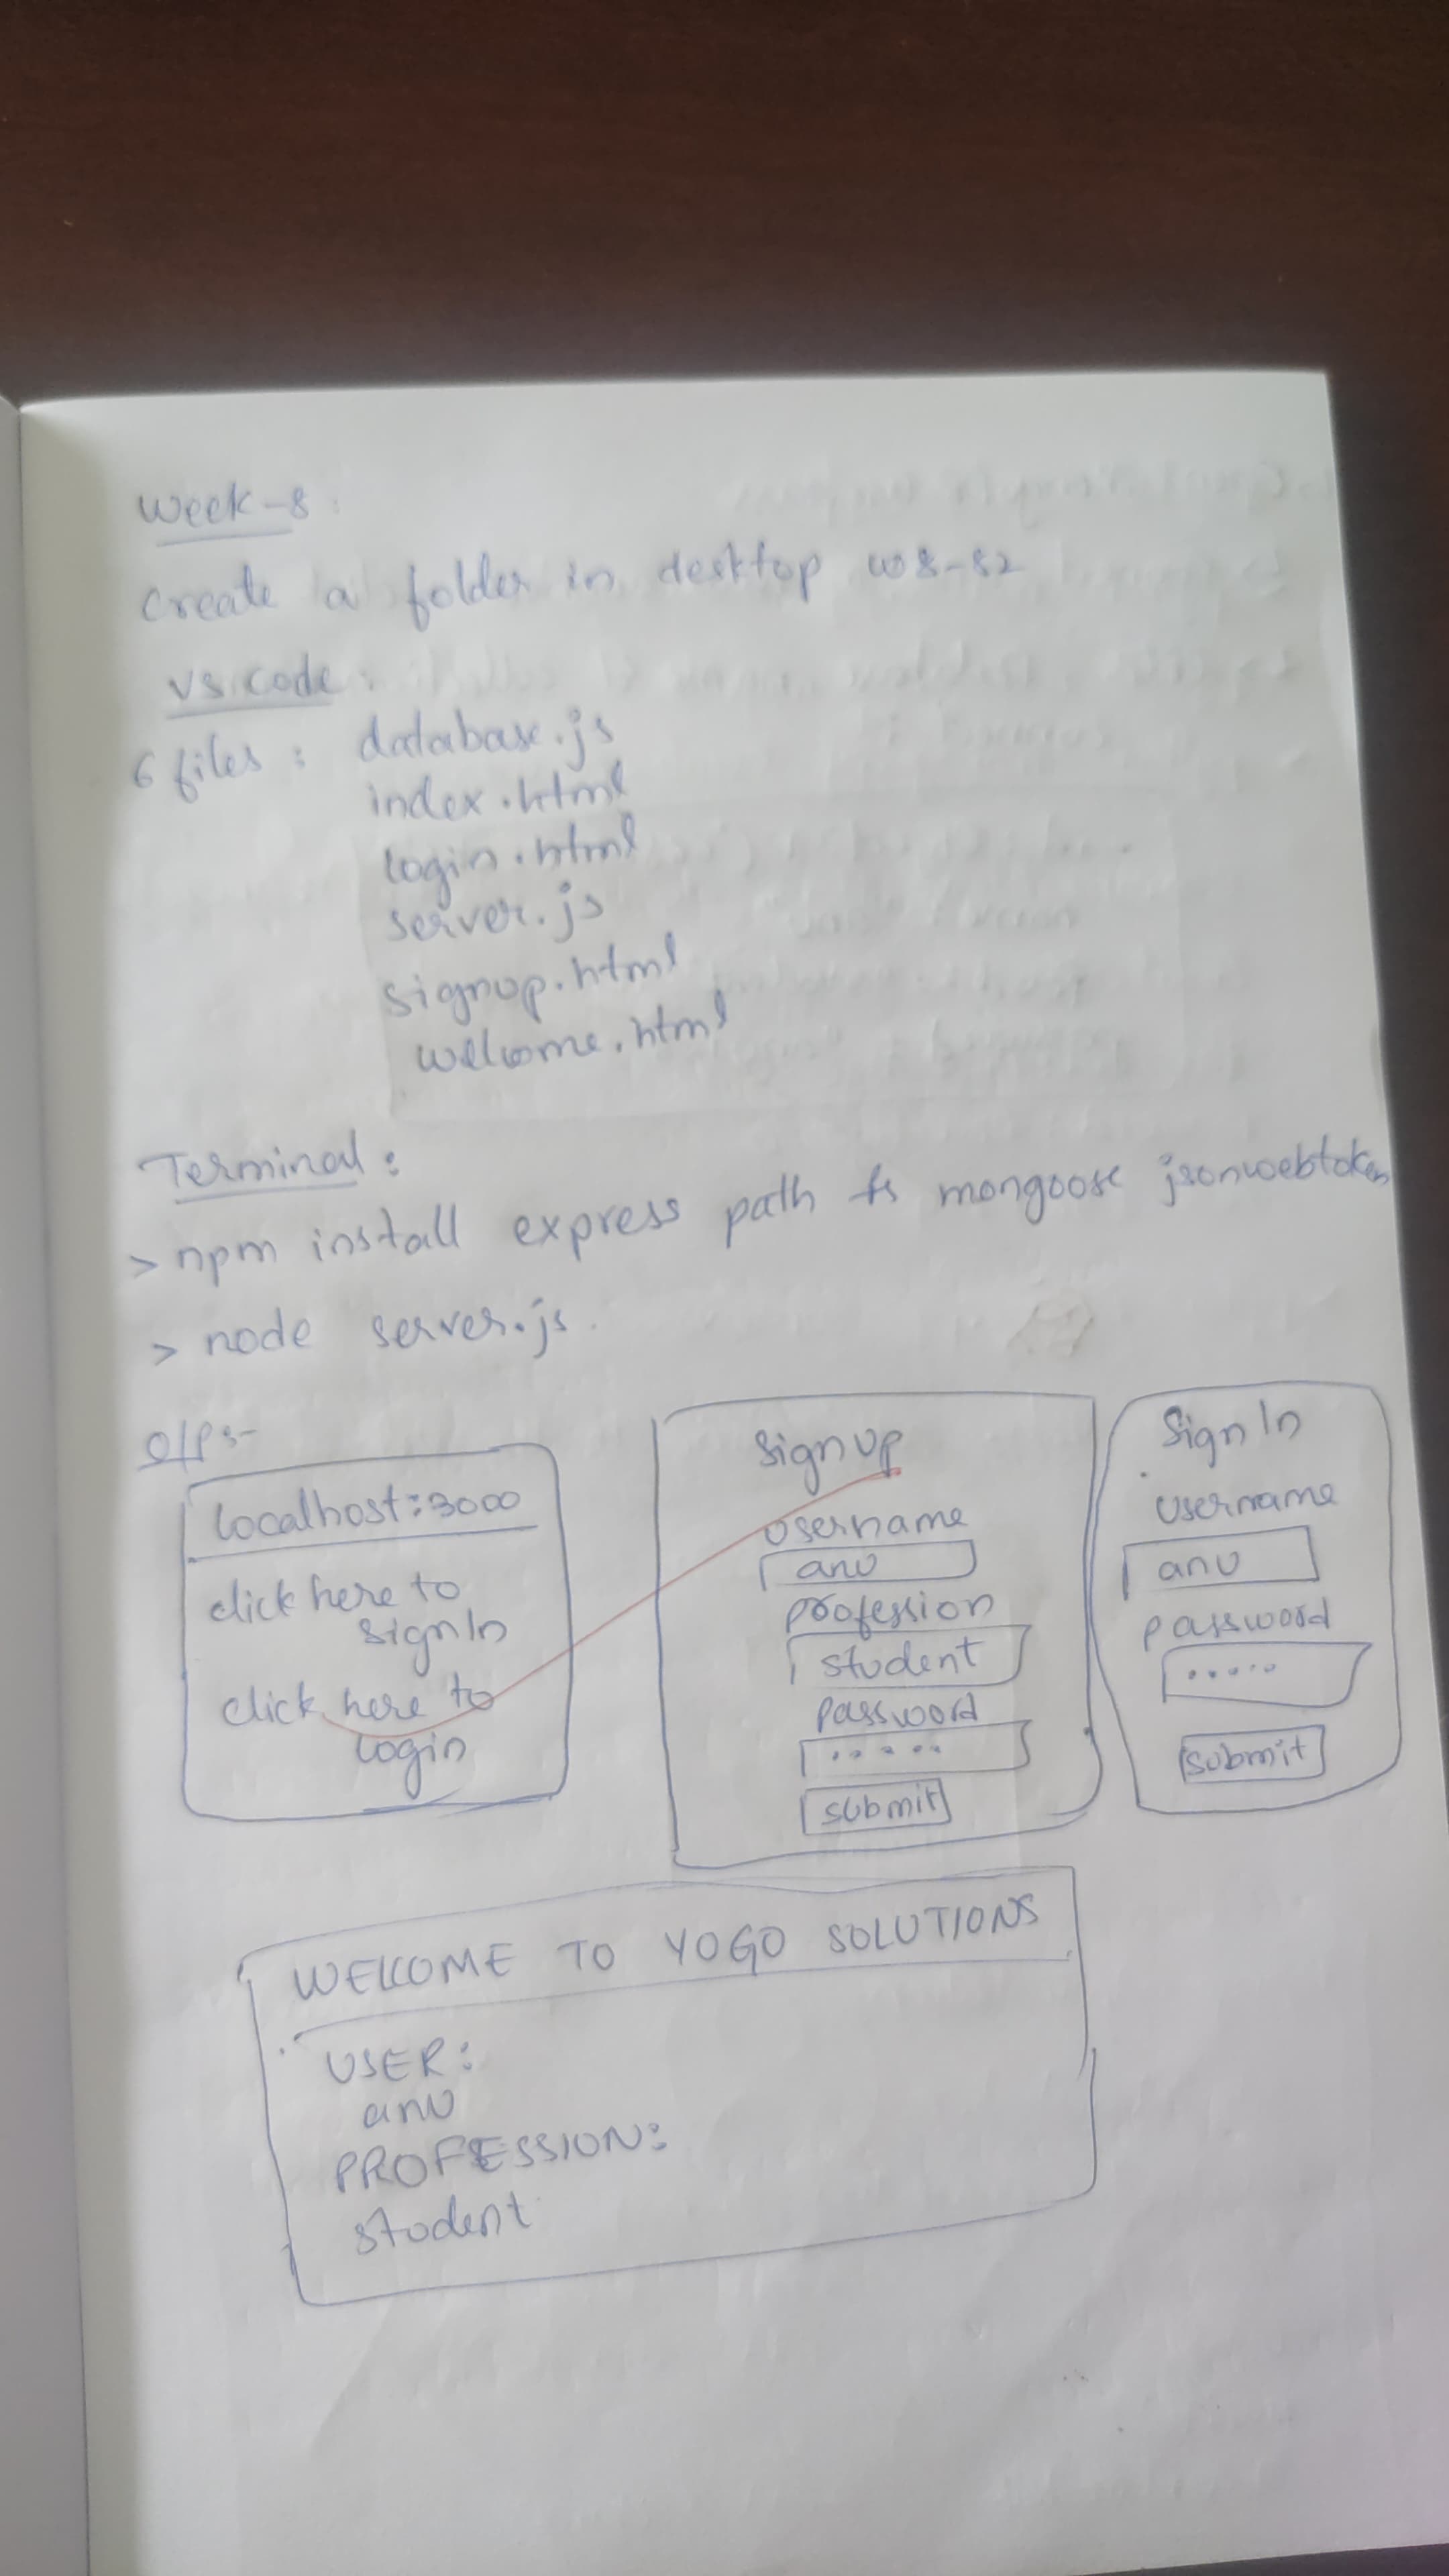 Week-8:
Create a folder in desktop w8-82
VS code:
6 files: database.js
index.html
login.html
server.js
signup.html
welcome.html
Terminal:
> npm install express path fs mongoose jsonwebtoken
> node server.js.
O/P:-
localhost:3000
click here to
SignIn
click here to
login
Signup
Username
anu
profession
student
password
.....
submit
Sign In
Username
anu
password
.....
submit
WELCOME TO YOGO SOLUTIONS
USER:
anu
PROFESSION:
student